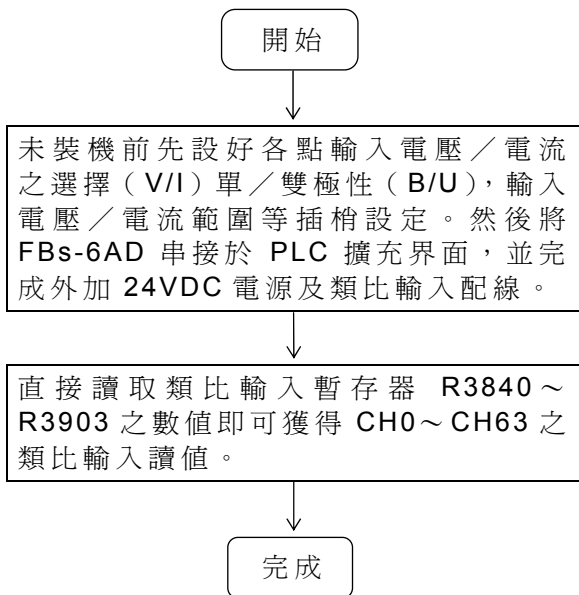 開始
未裝機前先設好各點輸入電壓／電流
之選擇（V/I）單／雙極性（B/U），輸入
電壓／電流範圍等插梢設定。然後將
FBs-6AD 串接於 PLC 擴充界面，並完
成外加 24VDC 電源及類比輸入配線。
直接讀取類比輸入暫存器 R3840～
R3903 之數值即可獲得 CH0～CH63 之
類比輸入讀值。
完成